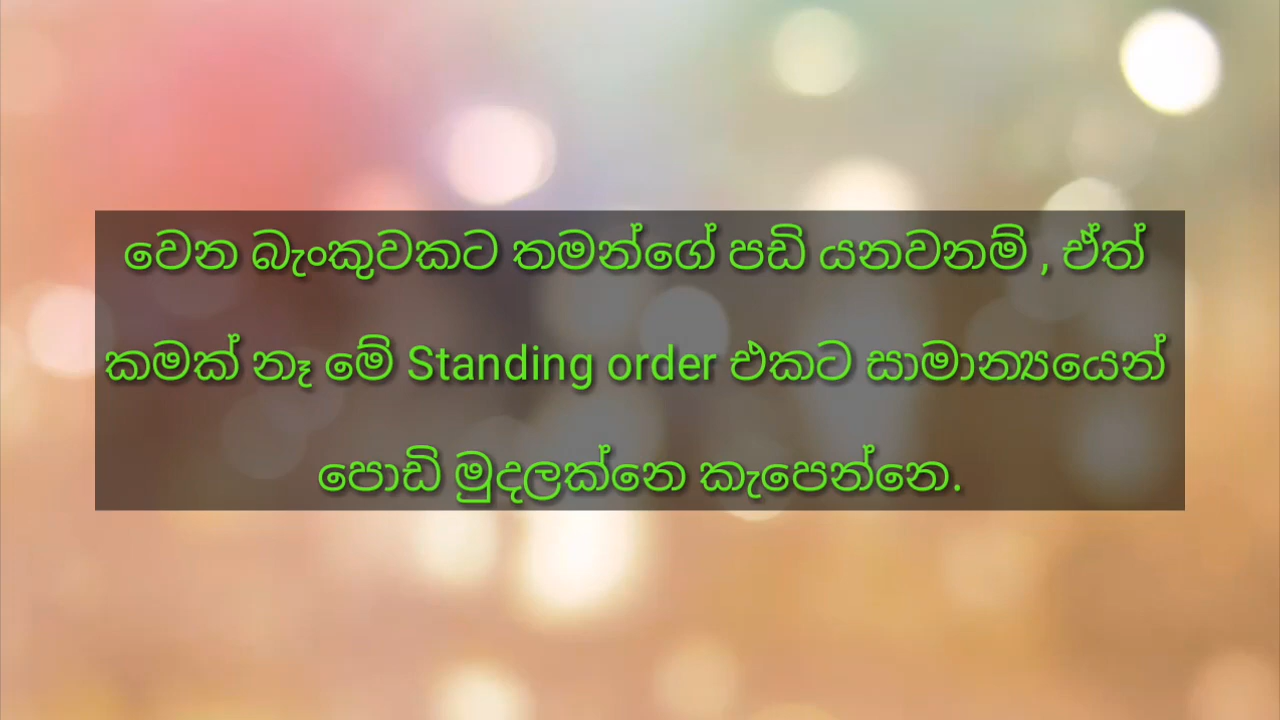 වෙන බැංකුවකට තමන්ගේ පඩි යනවනම් , ඒත්
කමක් නෑ මේ Standing order එකට සාමාන්‍යයෙන්
පොඩි මුදලක්නෙ කැපෙන්නෙ.